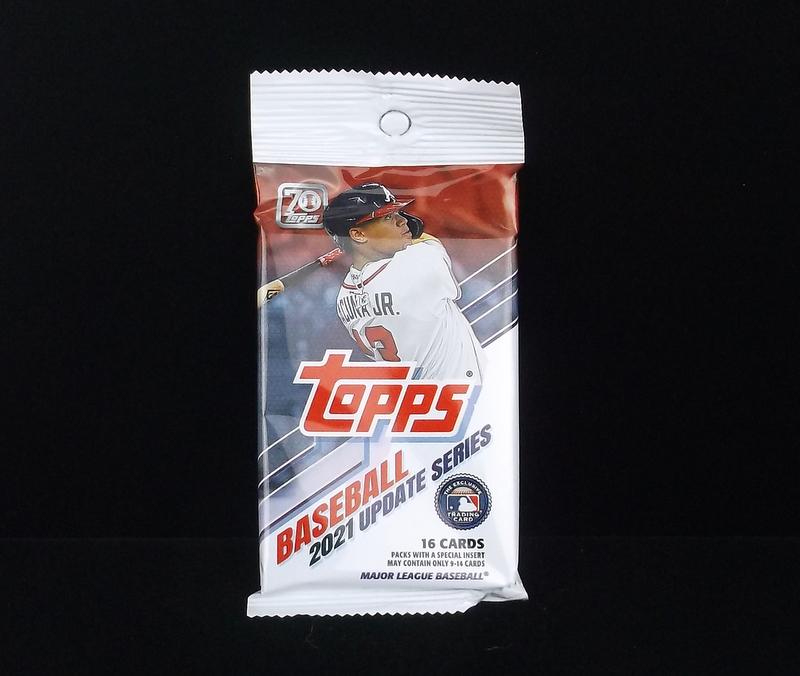 70
TOPPS
A
CUNA JR.
13
TOPPS®
BASEBALL
2021 UPDATE SERIES
THE EXCLUSIVE
TRADING
CARD
16 CARDS
PACKS WITH A SPECIAL INSERT
MAY CONTAIN ONLY 9-14 CARDS
MAJOR LEAGUE BASEBALL®